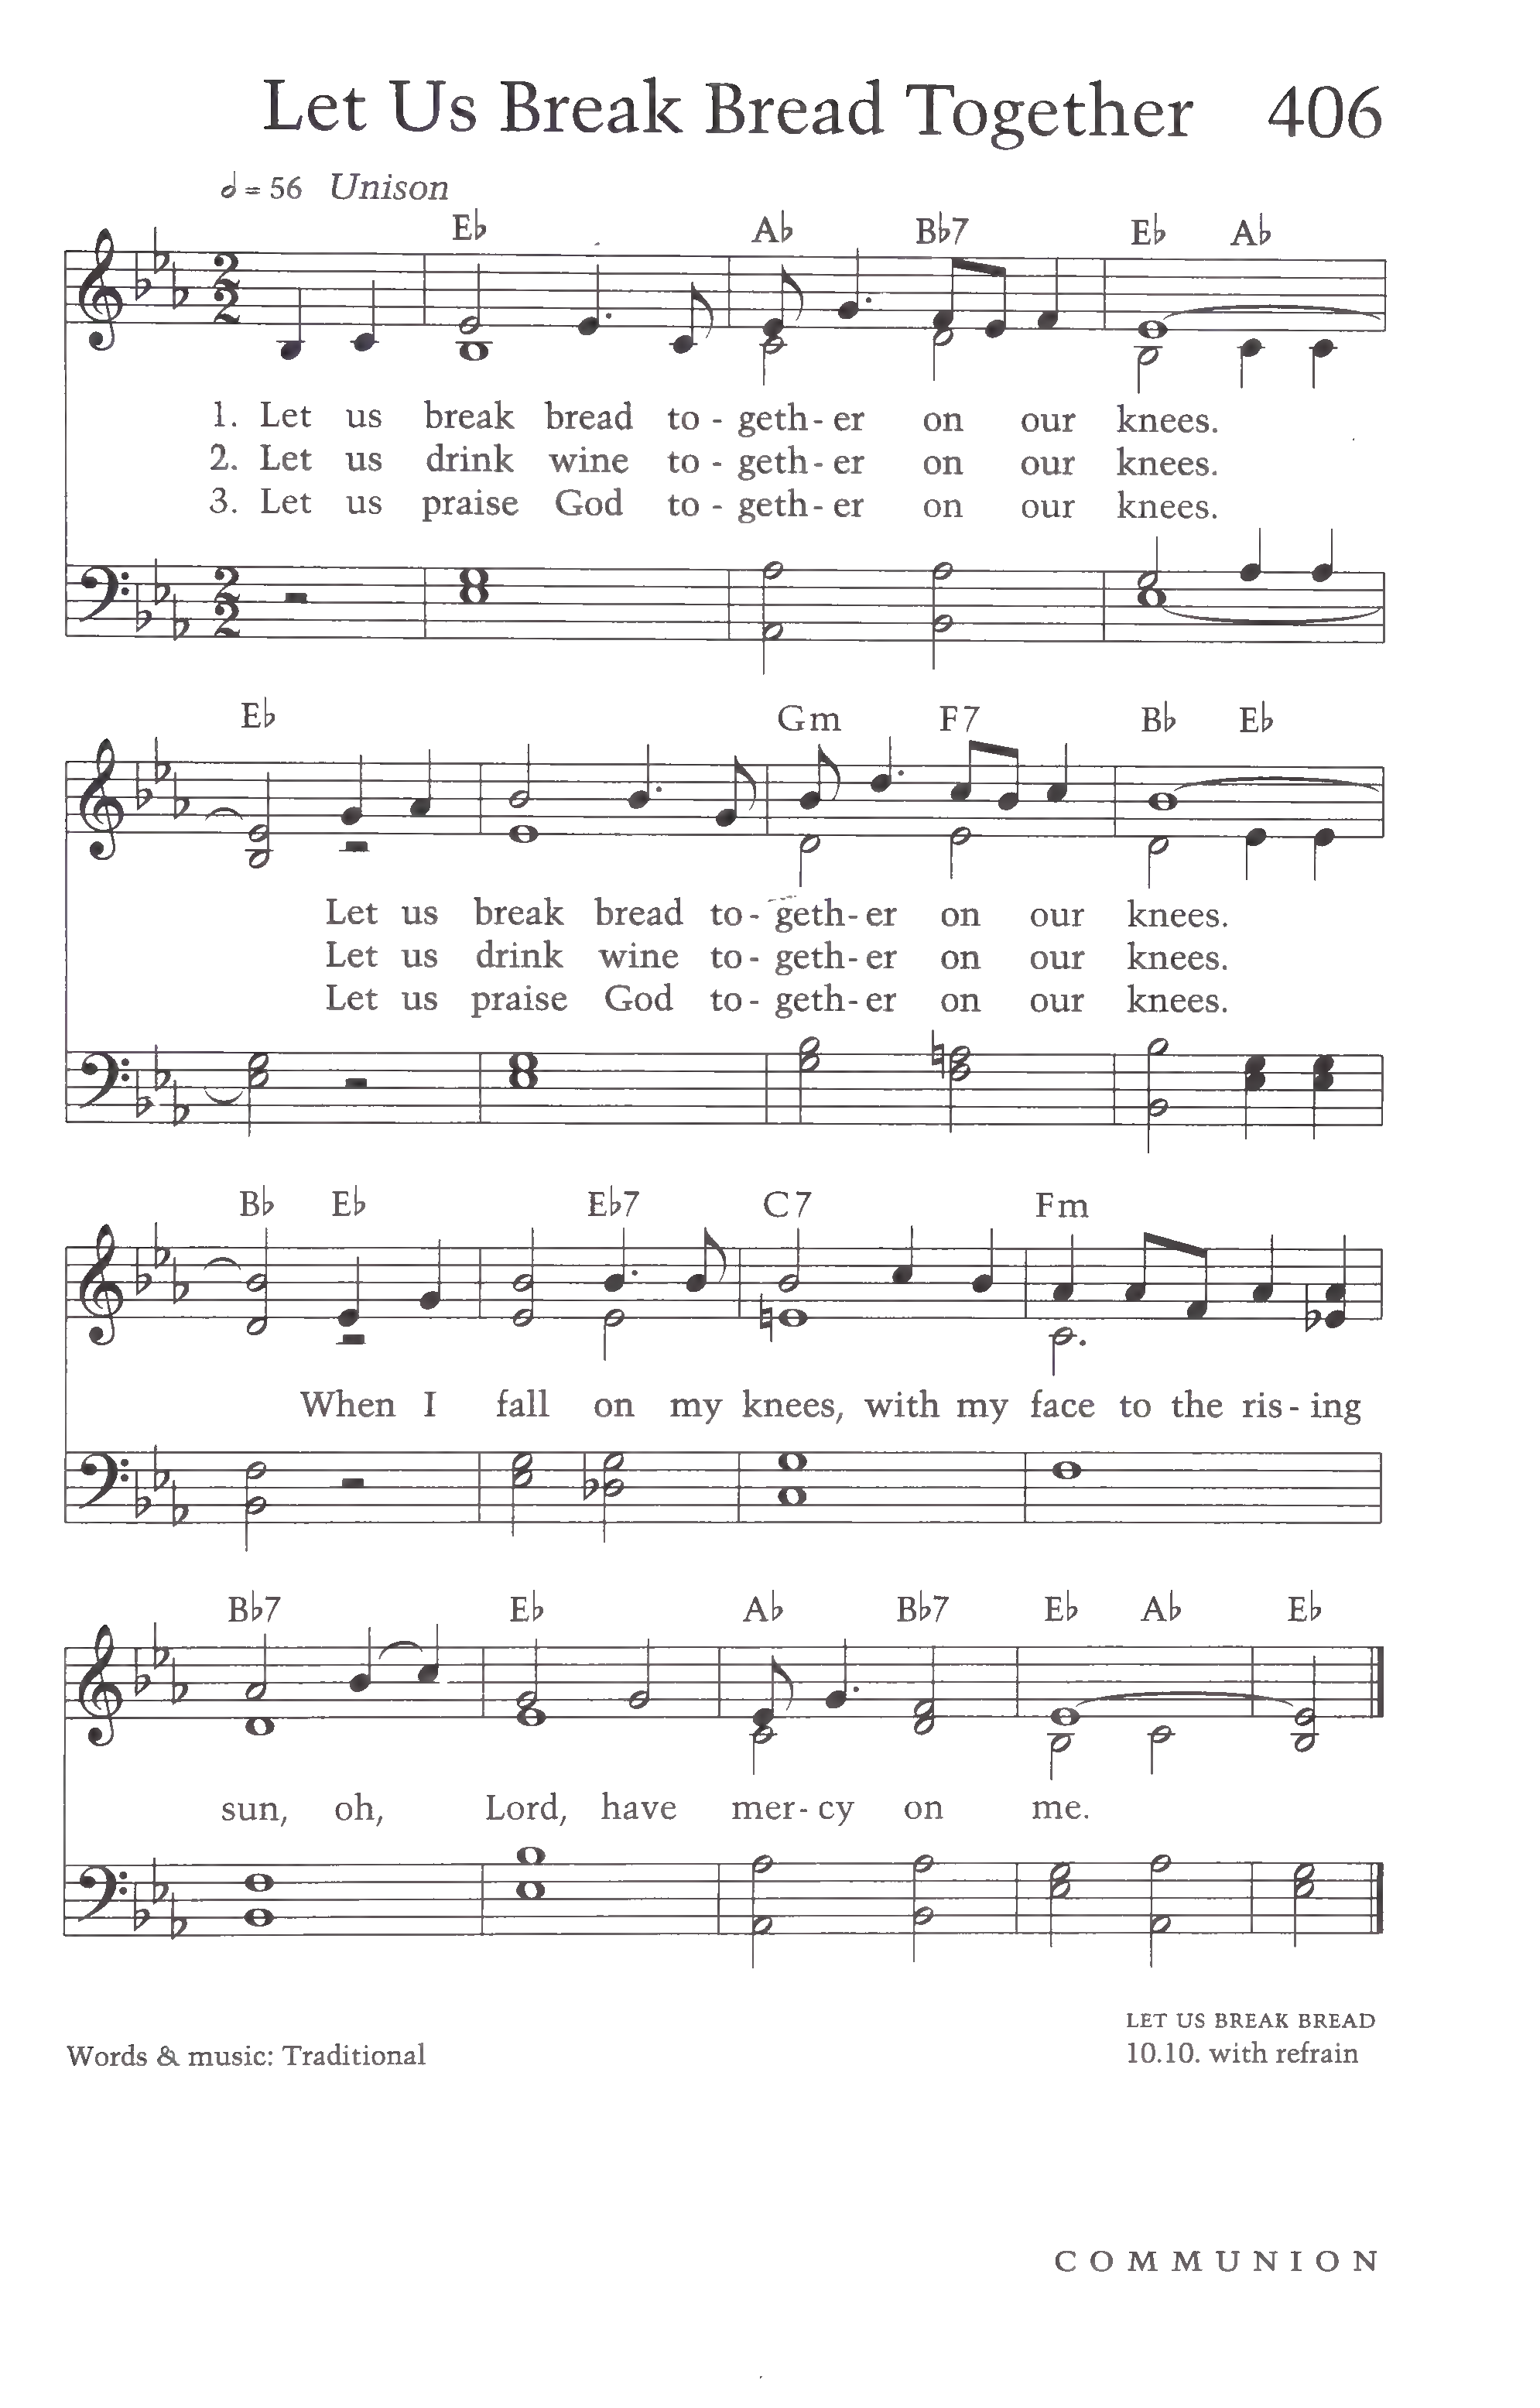 Let Us Break Bread Together 406
𝅗𝅥 = 56 Unison
E♭ A♭ B♭7 E♭ A♭
1. Let us break bread to - geth - er on our knees.
2. Let us drink wine to - geth - er on our knees.
3. Let us praise God to - geth - er on our knees.
E♭ Gm F7 B♭ E♭
Let us break bread to - geth - er on our knees.
Let us drink wine to - geth - er on our knees.
Let us praise God to - geth - er on our knees.
B♭ E♭ E♭7 C7 Fm
When I fall on my knees, with my face to the ris - ing
B♭7 E♭ A♭ B♭7 E♭ A♭ E♭
sun, oh, Lord, have mer - cy on me.
LET US BREAK BREAD
Words & music: Traditional 10.10. with refrain
COMMUNION